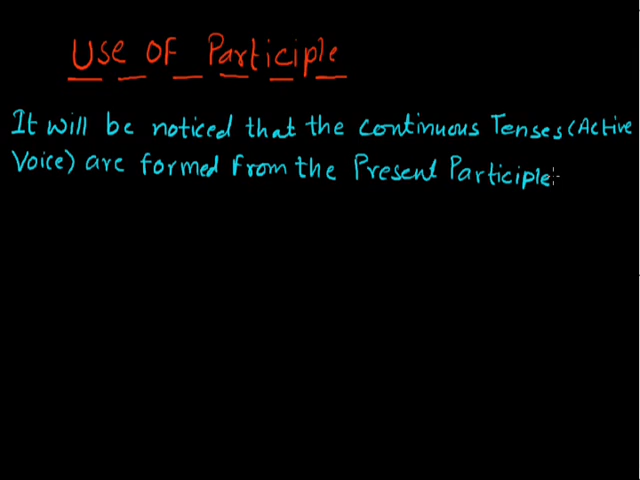 Use of Participle
It will be noticed that the continuous Tenses (Active
Voice) are formed from the Present Participle